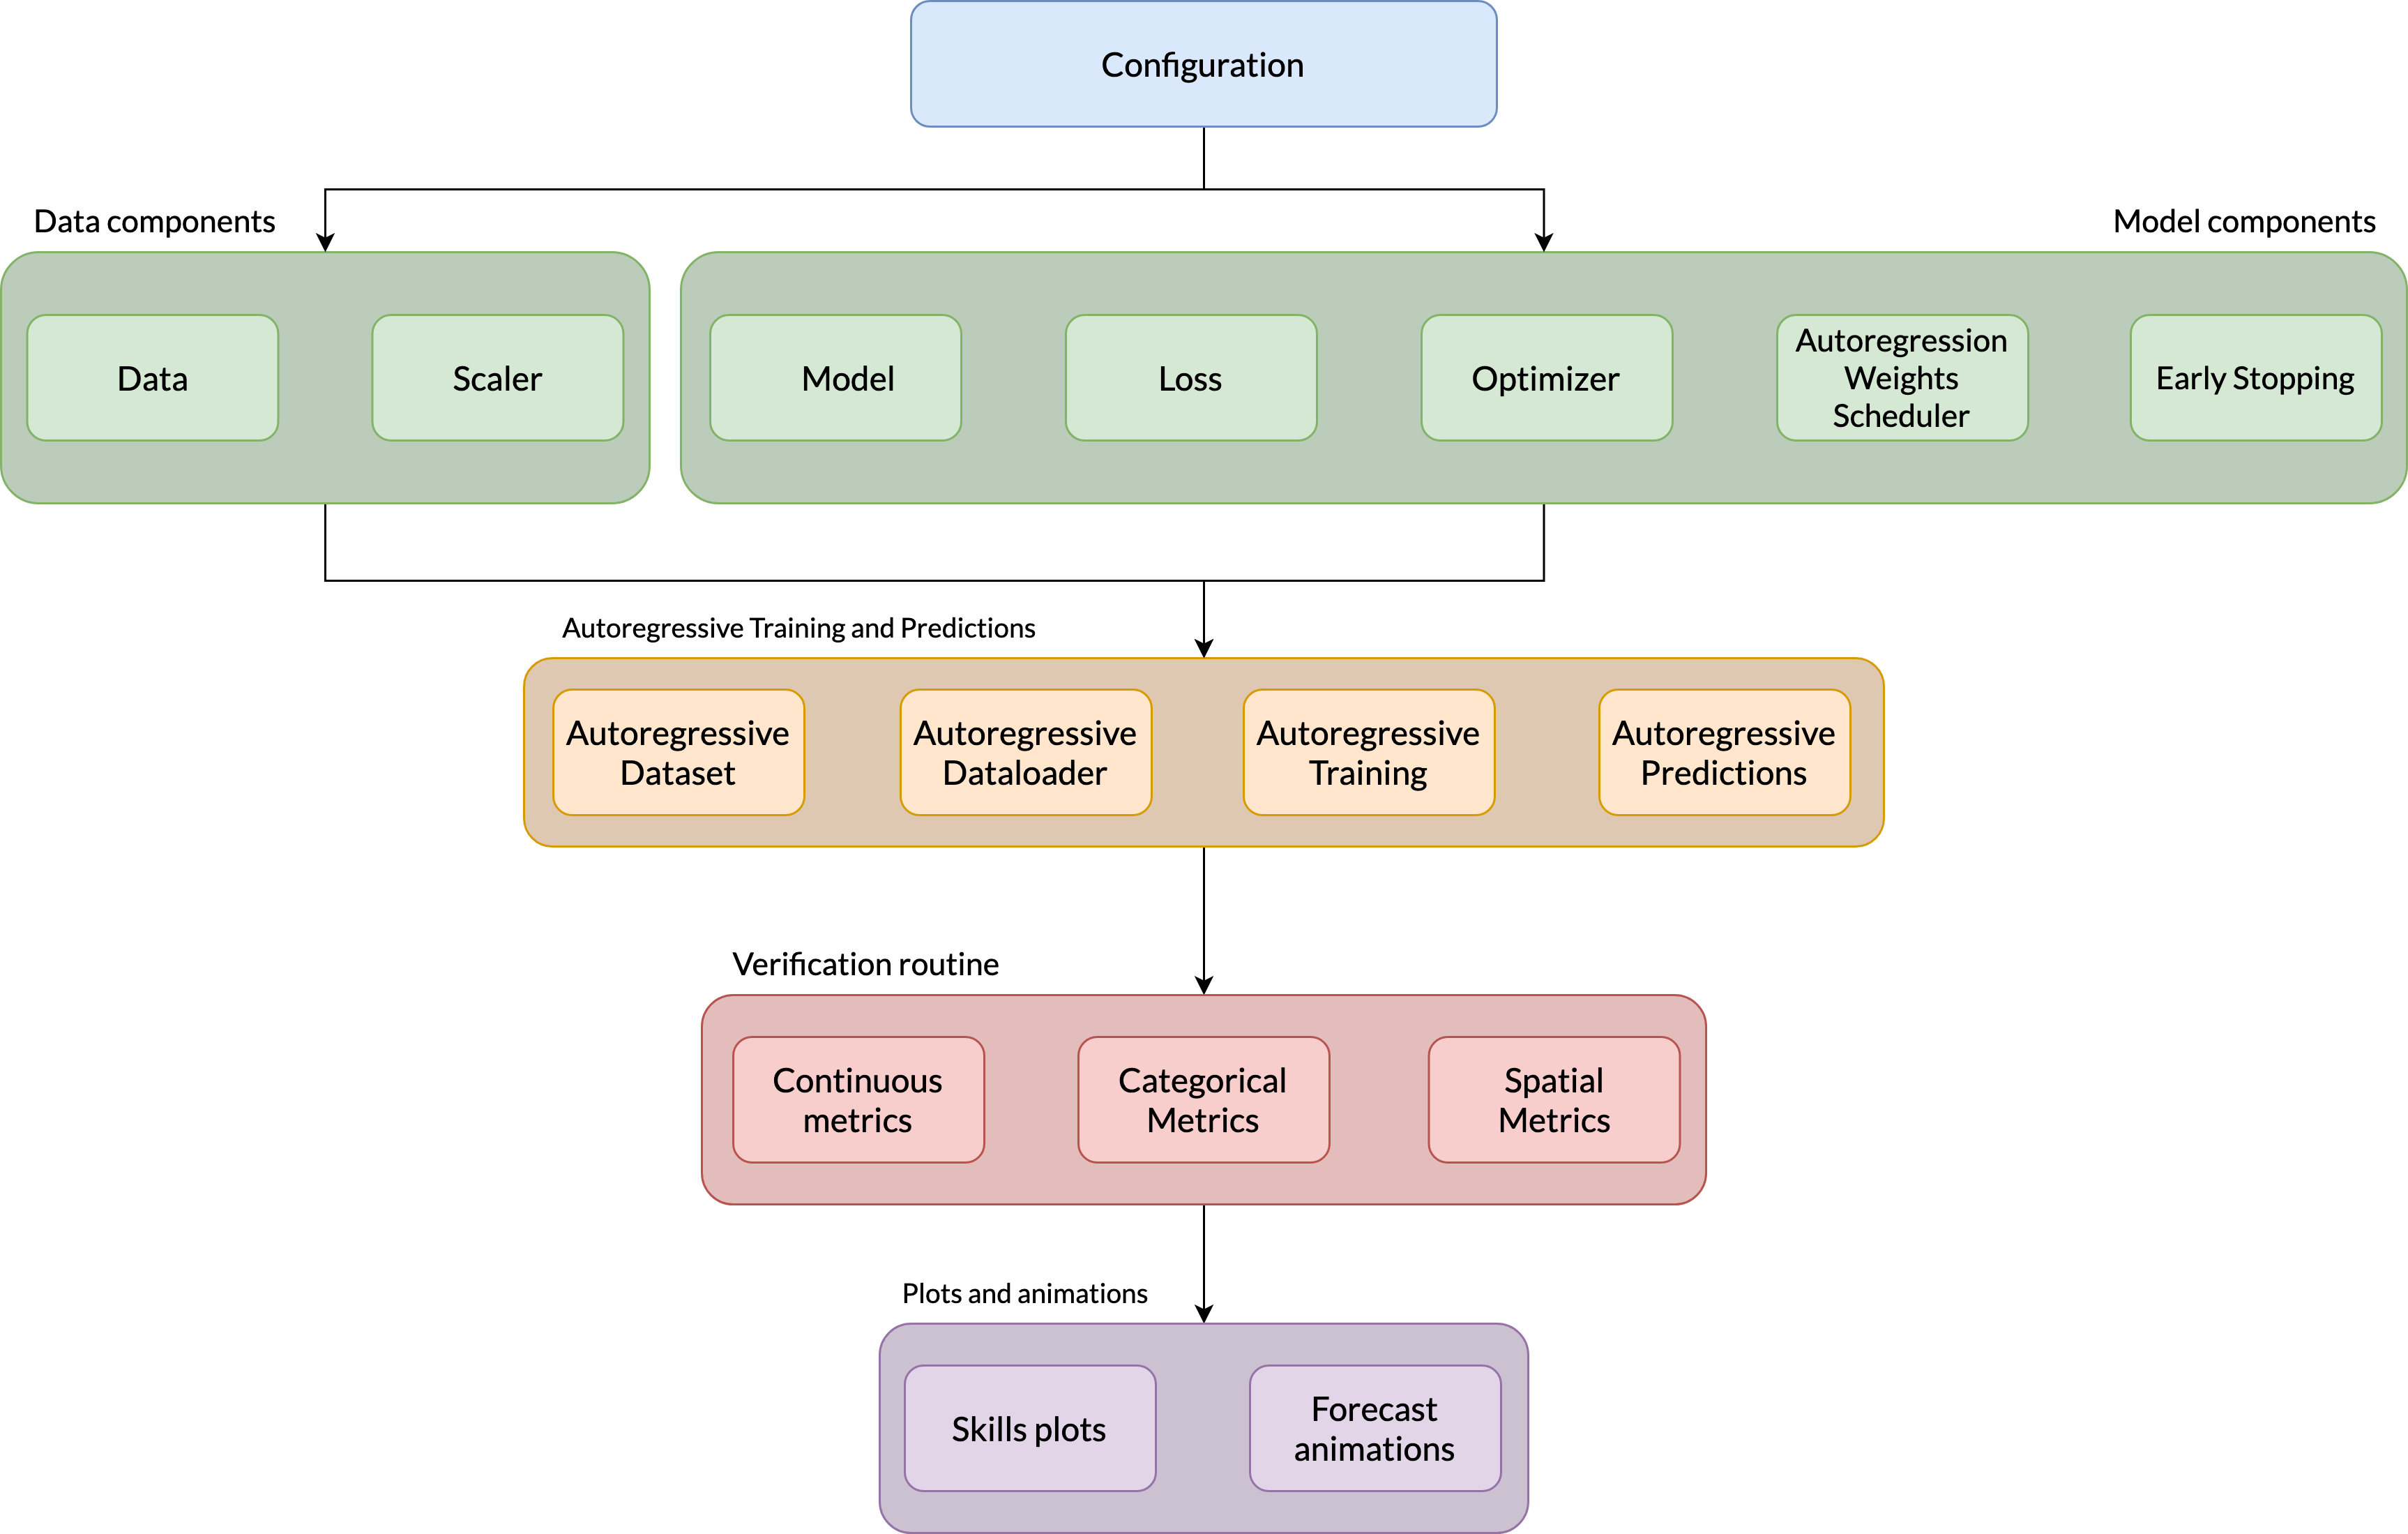 Configuration
Data components
Model components
Data
Scaler
Model
Loss
Optimizer
Autoregression
Weights
Scheduler
Early Stopping
Autoregressive Training and Predictions
Autoregressive
Dataset
Autoregressive
Dataloader
Autoregressive
Training
Autoregressive
Predictions
Verification routine
Continuous
metrics
Categorical
Metrics
Spatial
Metrics
Plots and animations
Skills plots
Forecast
animations